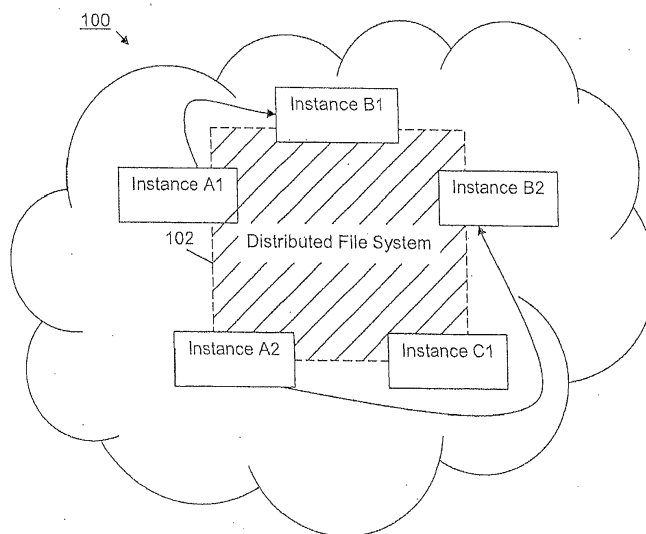 100
Instance B1
Instance A1
Instance B2
102
Distributed File System
Instance A2
Instance C1